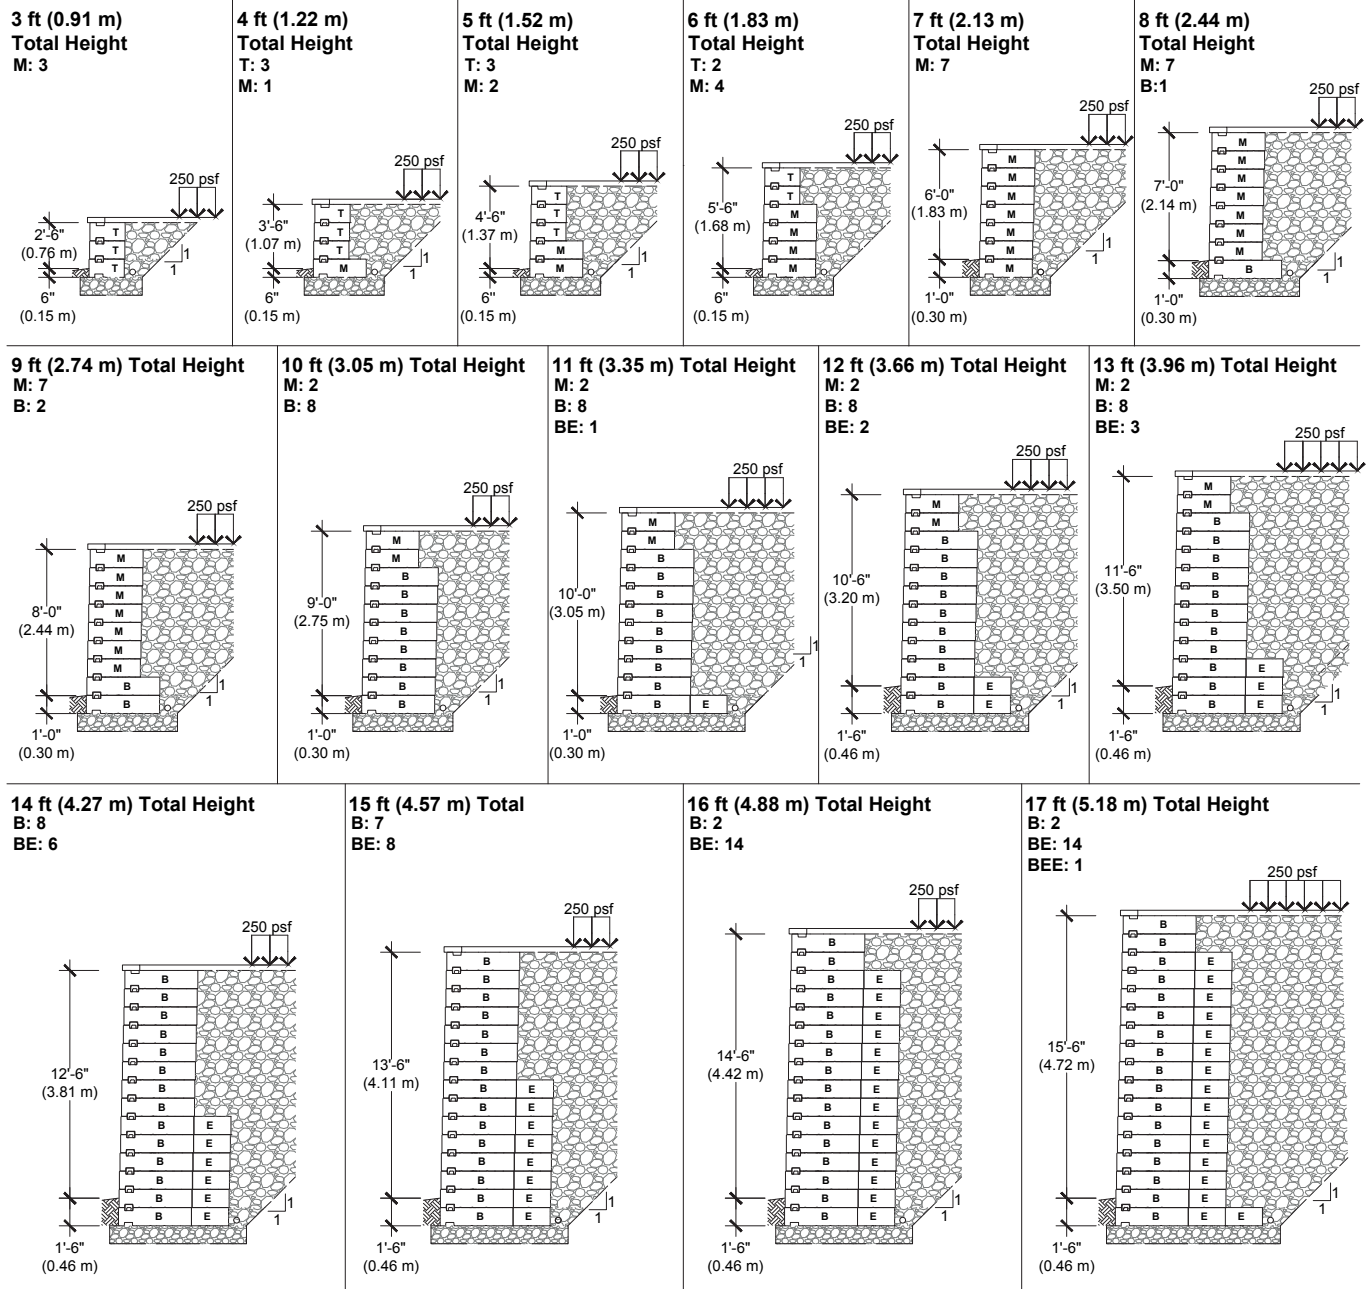 3 ft (0.91 m)
Total Height
M: 3
250 psf
2'-6"
(0.76 m)
T
T
T
1
1
6"
(0.15 m)
4 ft (1.22 m)
Total Height
T: 3
M: 1
250 psf
3'-6"
(1.07 m)
T
T
T
M
1
1
6"
(0.15 m)
5 ft (1.52 m)
Total Height
T: 3
M: 2
250 psf
4'-6"
(1.37 m)
T
T
T
M
M
1
1
6"
(0.15 m)
6 ft (1.83 m)
Total Height
T: 2
M: 4
250 psf
5'-6"
(1.68 m)
T
T
M
M
M
M
1
1
6"
(0.15 m)
7 ft (2.13 m)
Total Height
M: 7
250 psf
6'-0"
(1.83 m)
M
M
M
M
M
M
M
1
1
1'-0"
(0.30 m)
8 ft (2.44 m)
Total Height
M: 7
B:1
250 psf
7'-0"
(2.14 m)
M
M
M
M
M
M
M
B
1
1
1'-0"
(0.30 m)
9 ft (2.74 m) Total Height
M: 7
B: 2
250 psf
8'-0"
(2.44 m)
M
M
M
M
M
M
M
B
B
1
1
1'-0"
(0.30 m)
10 ft (3.05 m) Total Height
M: 2
B: 8
250 psf
9'-0"
(2.75 m)
M
M
B
B
B
B
B
B
B
B
1
1
1'-0"
(0.30 m)
11 ft (3.35 m) Total Height
M: 2
B: 8
BE: 1
250 psf
10'-0"
(3.05 m)
M
M
B
B
B
B
B
B
B
B
B E
1
1
1'-0"
(0.30 m)
12 ft (3.66 m) Total Height
M: 2
B: 8
BE: 2
250 psf
10'-6"
(3.20 m)
M
M
B
B
B
B
B
B
B
B
B E
B E
1
1
1'-6"
(0.46 m)
13 ft (3.96 m) Total Height
M: 2
B: 8
BE: 3
250 psf
11'-6"
(3.50 m)
M
M
B
B
B
B
B
B
B
B
B E
B E
B E
1
1
1'-6"
(0.46 m)
14 ft (4.27 m) Total Height
B: 8
BE: 6
250 psf
12'-6"
(3.81 m)
B
B
B
B
B
B
B
B
B E
B E
B E
B E
B E
B E
1
1
1'-6"
(0.46 m)
15 ft (4.57 m) Total
B: 7
BE: 8
250 psf
13'-6"
(4.11 m)
B
B
B
B
B
B
B
B E
B E
B E
B E
B E
B E
B E
B E
1
1
1'-6"
(0.46 m)
16 ft (4.88 m) Total Height
B: 2
BE: 14
250 psf
14'-6"
(4.42 m)
B
B
B E
B E
B E
B E
B E
B E
B E
B E
B E
B E
B E
B E
B E
B E
1
1
1'-6"
(0.46 m)
17 ft (5.18 m) Total Height
B: 2
BE: 14
BEE: 1
250 psf
15'-6"
(4.72 m)
B
B
B E
B E
B E
B E
B E
B E
B E
B E
B E
B E
B E
B E
B E
B E
B E E
1
1
1'-6"
(0.46 m)